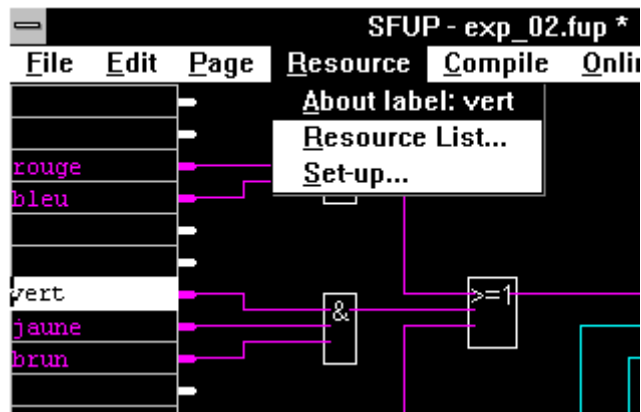 SFUP - exp_02.fup *
File Edit Page Resource Compile
About label: vert
Resource List...
Set-up...
rouge
bleu
vert
jaune
brun
&
>=1